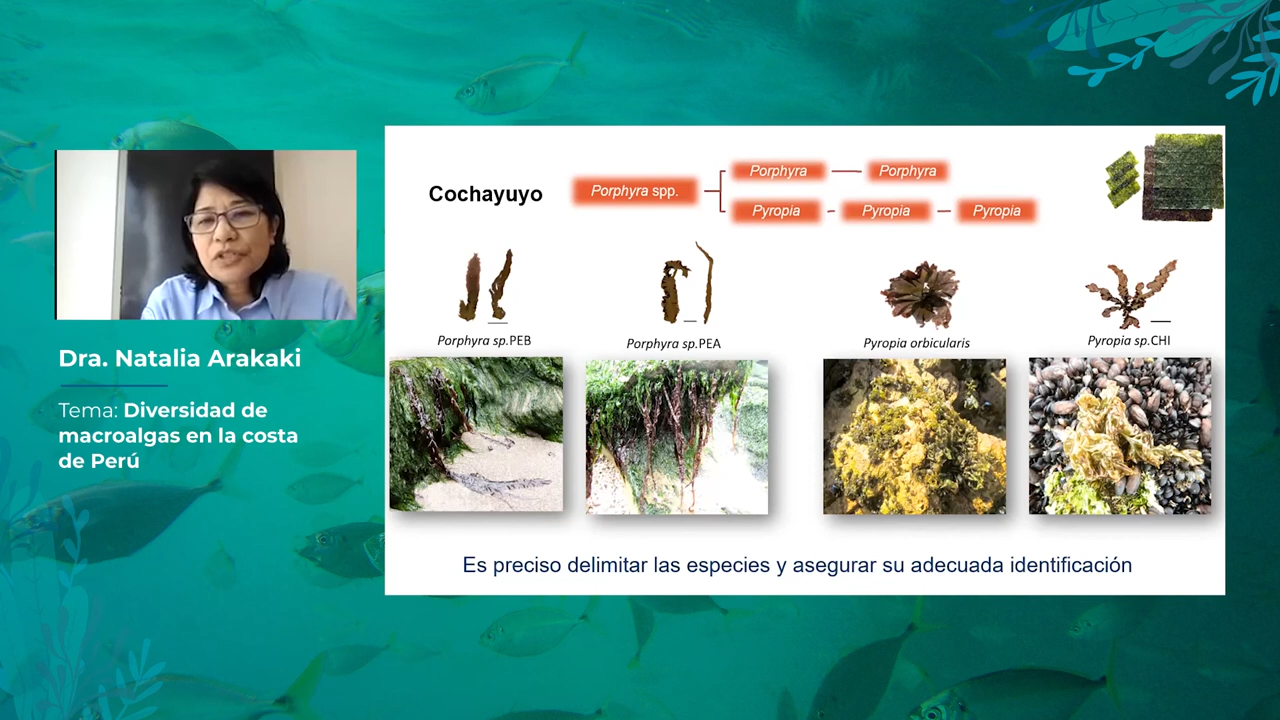 Dra. Natalia Arakaki
Tema: Diversidad de
macroalgas en la costa
de Perú
Cochayuyo
Porphyra spp.
Porphyra
Porphyra
Pyropia
Pyropia
Pyropia
Porphyra sp.PEB
Porphyra sp.PEA
Pyropia orbicularis
Pyropia sp.CHI
Es preciso delimitar las especies y asegurar su adecuada identificación